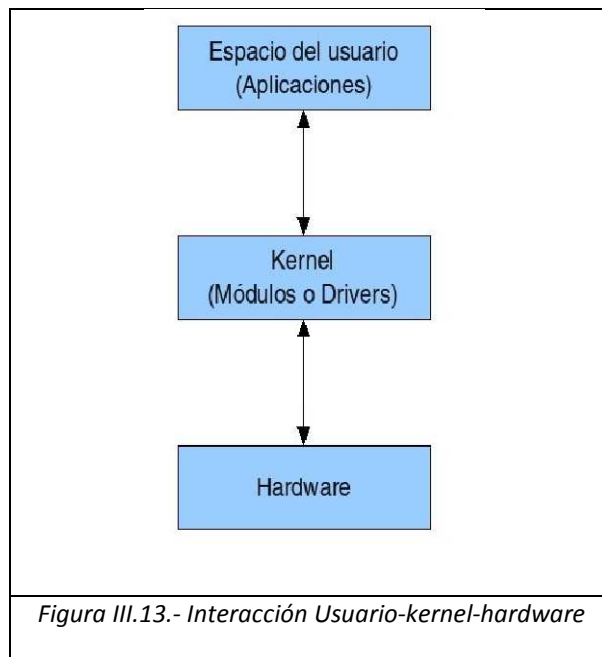 Espacio del usuario
(Aplicaciones)
Kernel
(Módulos o Drivers)
Hardware
Figura III.13.- Interacción Usuario-kernel-hardware